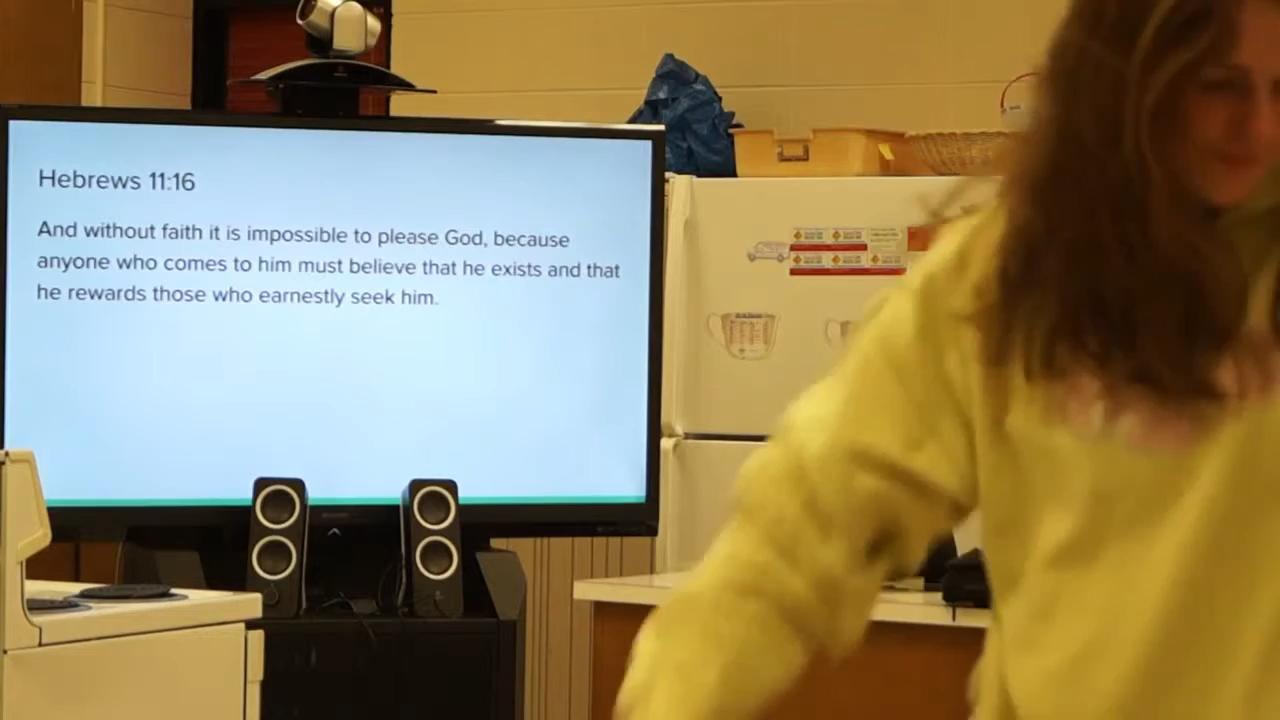 Hebrews 11:16
And without faith it is impossible to please God, because
anyone who comes to him must believe that he exists and that
he rewards those who earnestly seek him.